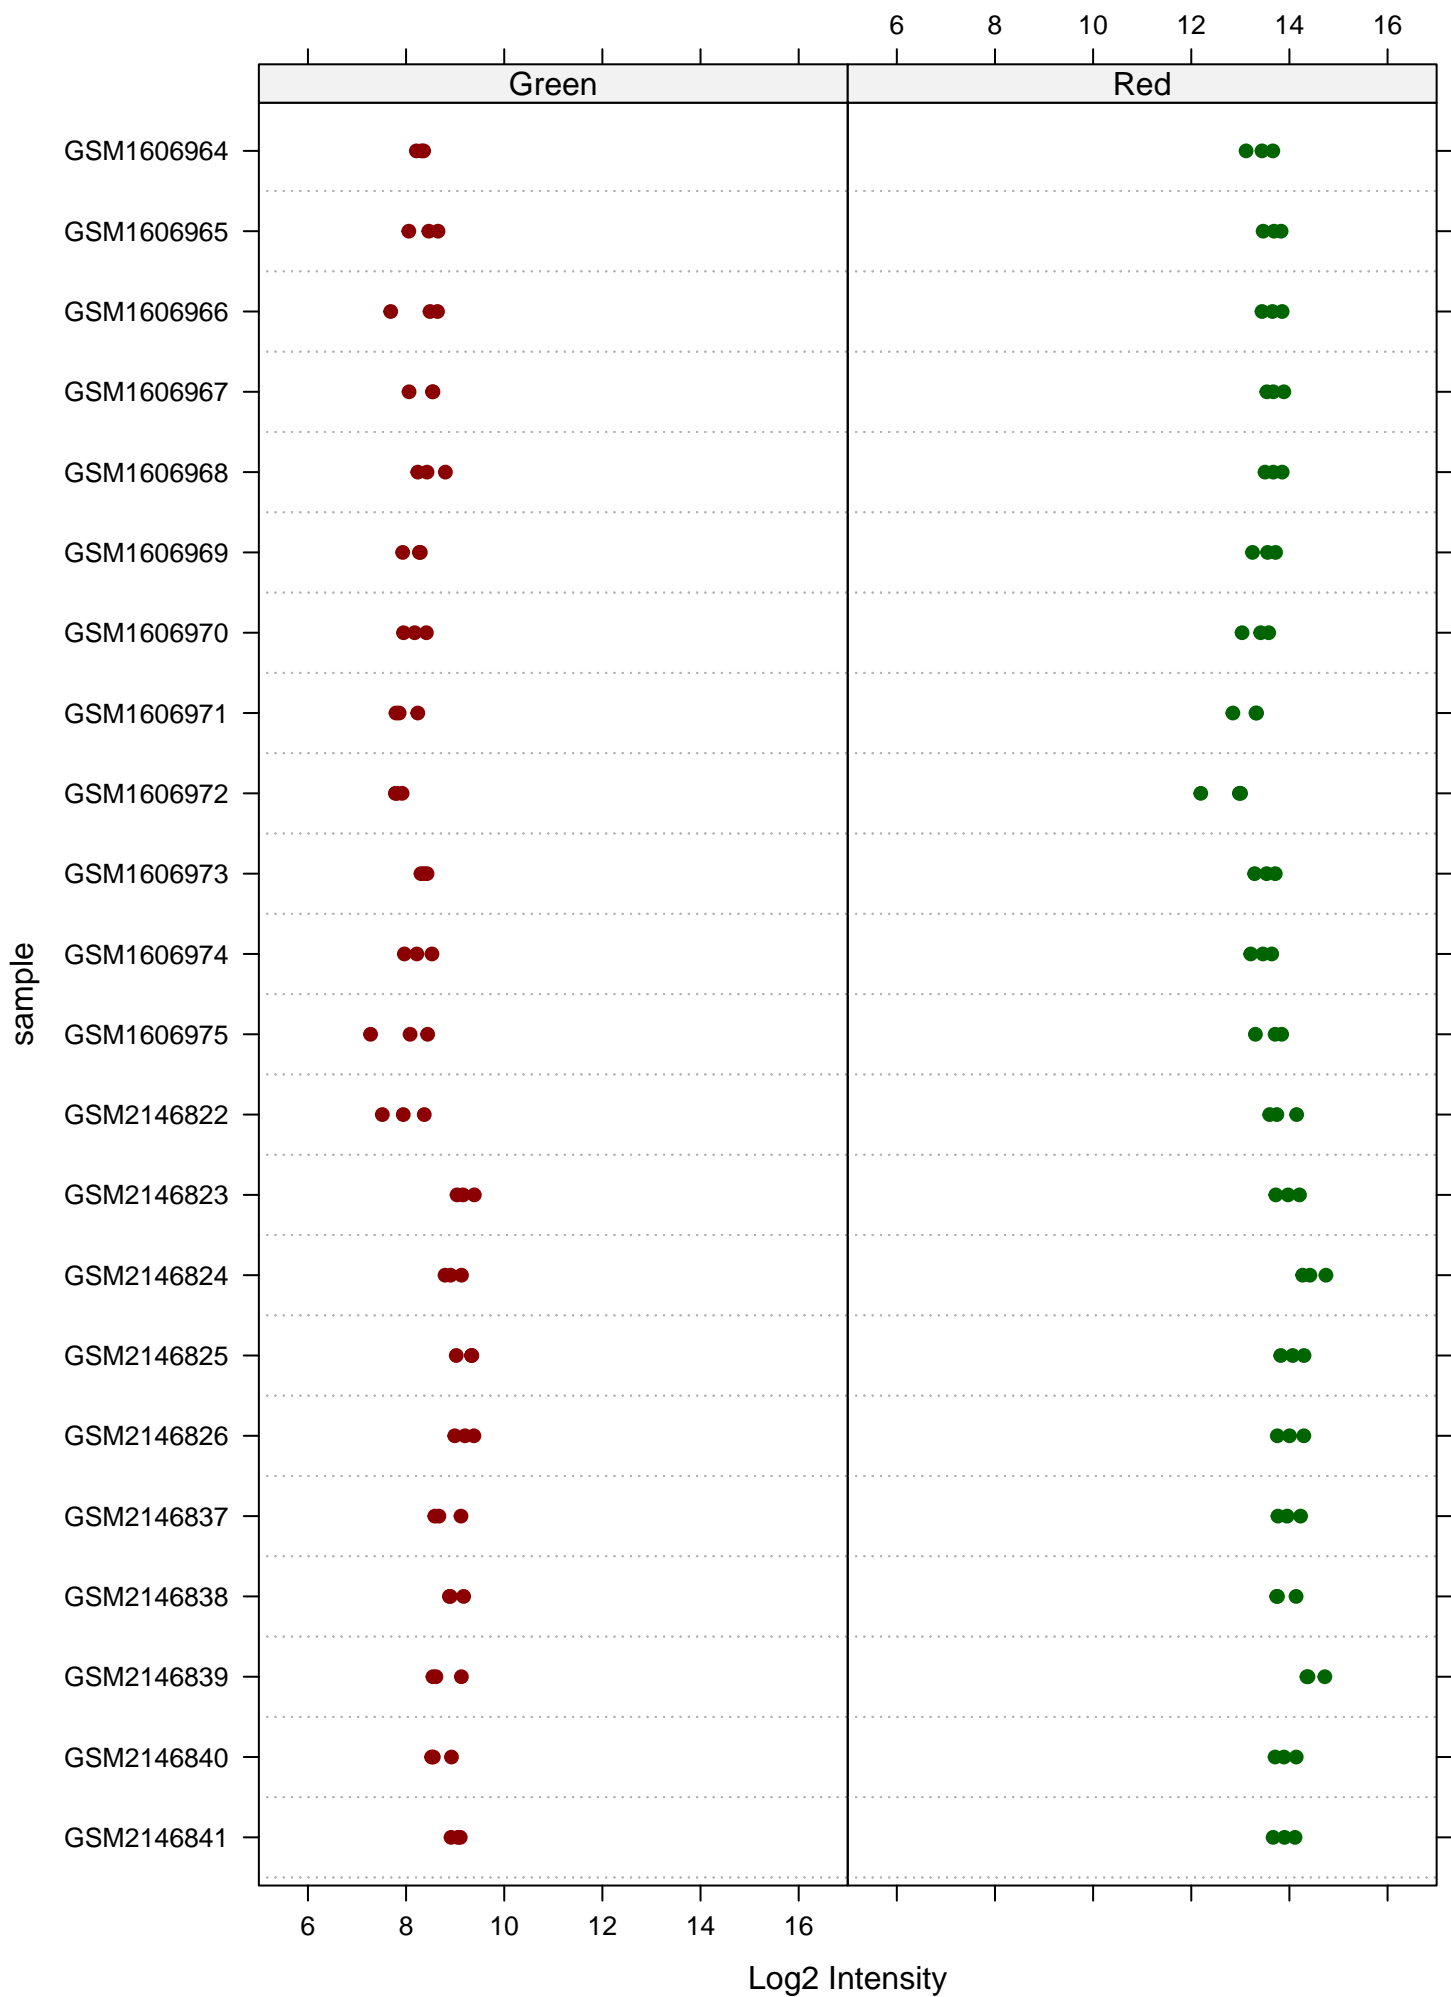 6 8 10 12 14 16
Green Red
GSM1606964
GSM1606965
GSM1606966
GSM1606967
GSM1606968
GSM1606969
GSM1606970
GSM1606971
GSM1606972
GSM1606973
GSM1606974
GSM1606975
GSM2146822
GSM2146823
GSM2146824
GSM2146825
GSM2146826
GSM2146837
GSM2146838
GSM2146839
GSM2146840
GSM2146841
sample
6 8 10 12 14 16
Log2 Intensity